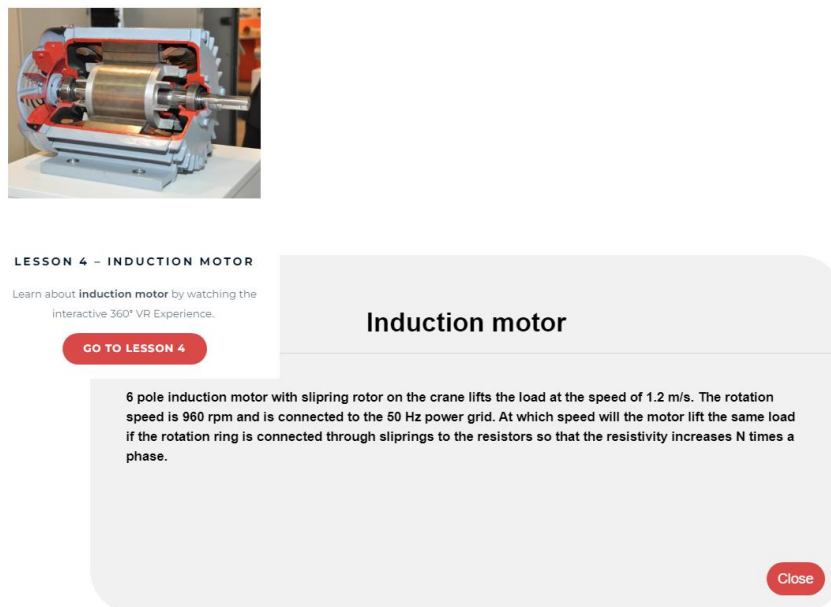 LESSON 4 – INDUCTION MOTOR
Learn about induction motor by watching the
interactive 360° VR Experience.
GO TO LESSON 4
Induction motor
6 pole induction motor with slipring rotor on the crane lifts the load at the speed of 1.2 m/s. The rotation
speed is 960 rpm and is connected to the 50 Hz power grid. At which speed will the motor lift the same load
if the rotation ring is connected through sliprings to the resistors so that the resistivity increases N times a
phase.
Close